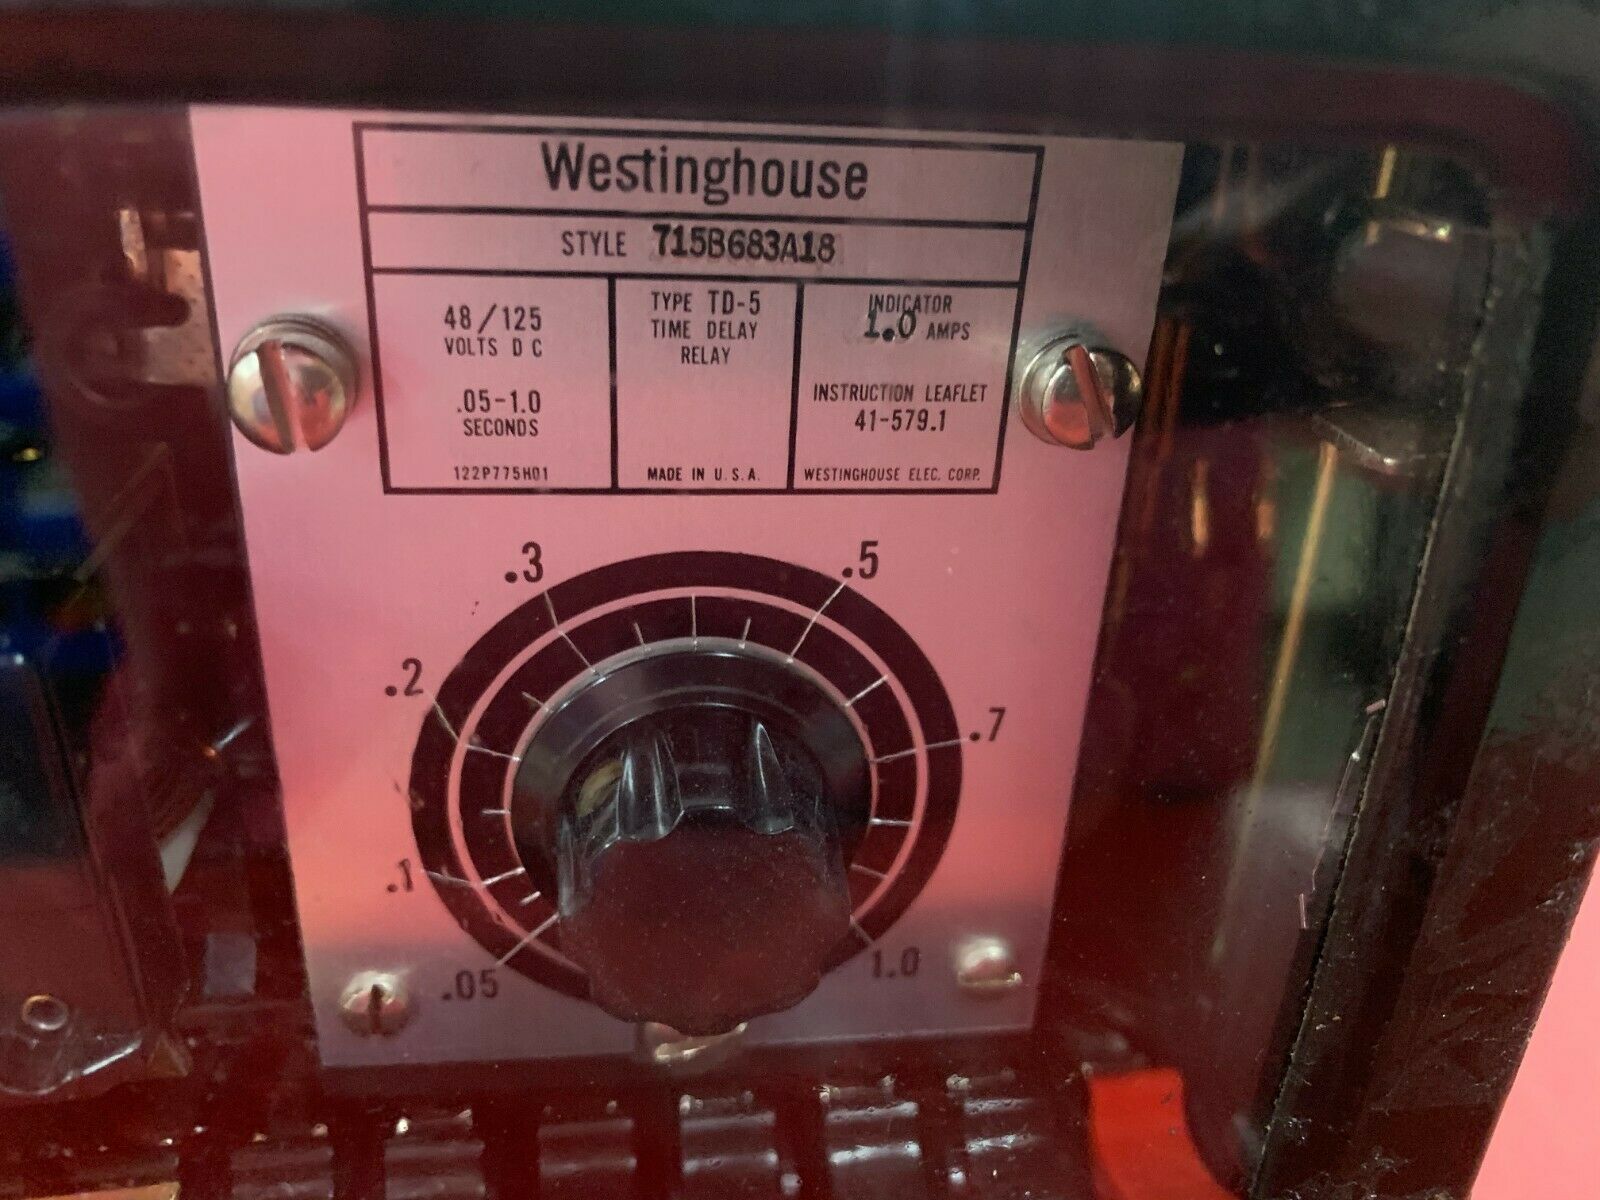 Westinghouse
STYLE 715B683A18
48/125
VOLTS DC
.05-1.0
SECONDS
122P775H01
TYPE TD-5
TIME DELAY
RELAY
MADE IN U.S.A.
INDICATOR
1.0 AMPS
INSTRUCTION LEAFLET
41-579.1
WESTINGHOUSE ELEC. CORP.
.3
.5
.2
.7
.1
.05
1.0